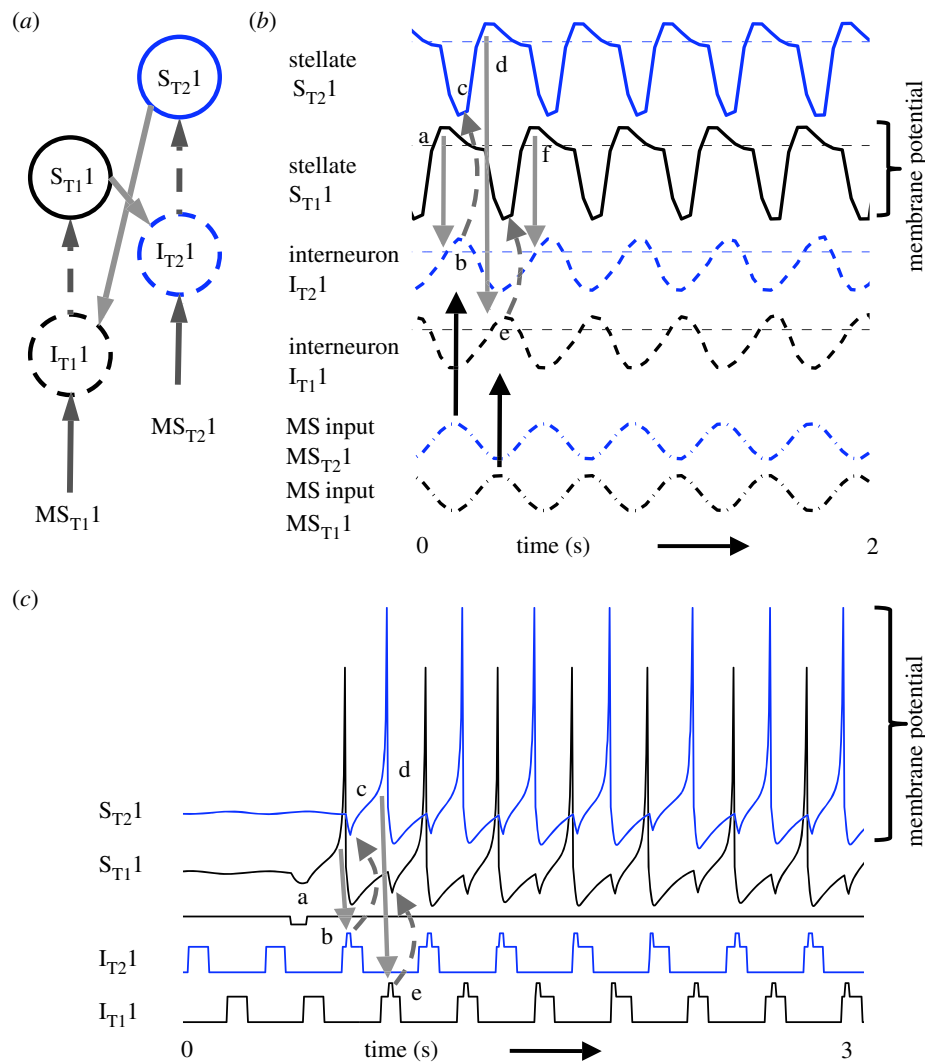 (a)
S_T2 1
S_T1 1
I_T2 1
I_T1 1
MS_T2 1
MS_T1 1
(b)
stellate
S_T2 1
stellate
S_T1 1
interneuron
I_T2 1
interneuron
I_T1 1
MS input
MS_T2 1
MS input
MS_T1 1
a
b
c
d
e
f
membrane potential
0
time (s)
2
(c)
S_T2 1
S_T1 1
I_T2 1
I_T1 1
a
b
c
d
e
membrane potential
0
time (s)
3